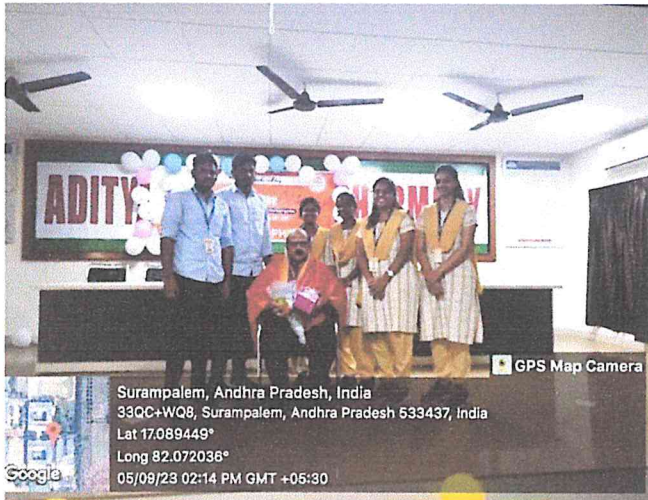 ADITY
GPS Map Camera
Surampalem, Andhra Pradesh, India
33QC+WQ8, Surampalem, Andhra Pradesh 533437, India
Lat 17.089449°
Long 82.072036°
05/09/23 02:14 PM GMT +05:30
Google